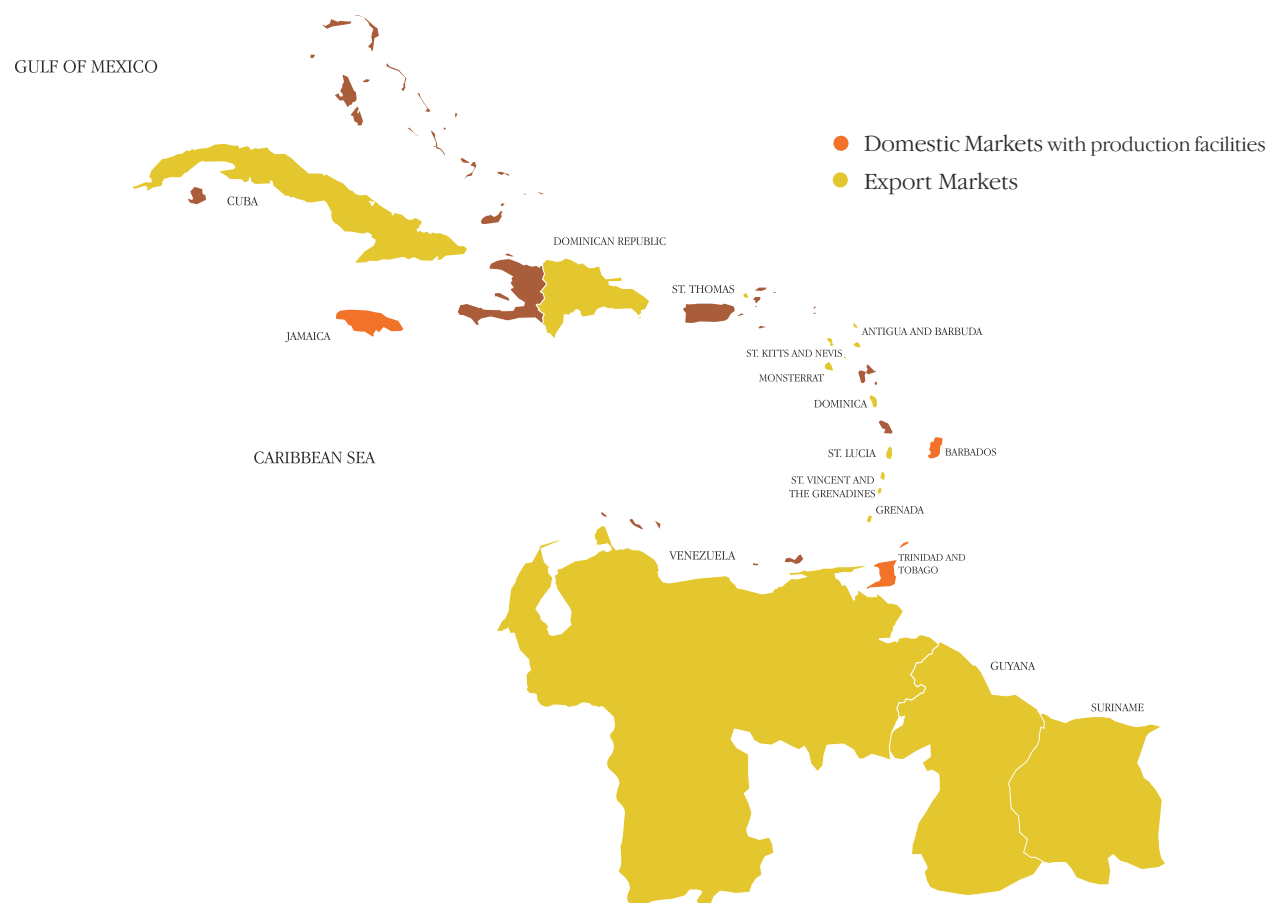 GULF OF MEXICO
Domestic Markets with production facilities
Export Markets
CUBA
DOMINICAN REPUBLIC
ST. THOMAS
JAMAICA
ANTIGUA AND BARBUDA
ST. KITTS AND NEVIS
MONSTERRAT
DOMINICA
CARIBBEAN SEA
ST. LUCIA
BARBADOS
ST. VINCENT AND
THE GRENADINES
GRENADA
VENEZUELA
TRINIDAD AND
TOBAGO
GUYANA
SURINAME